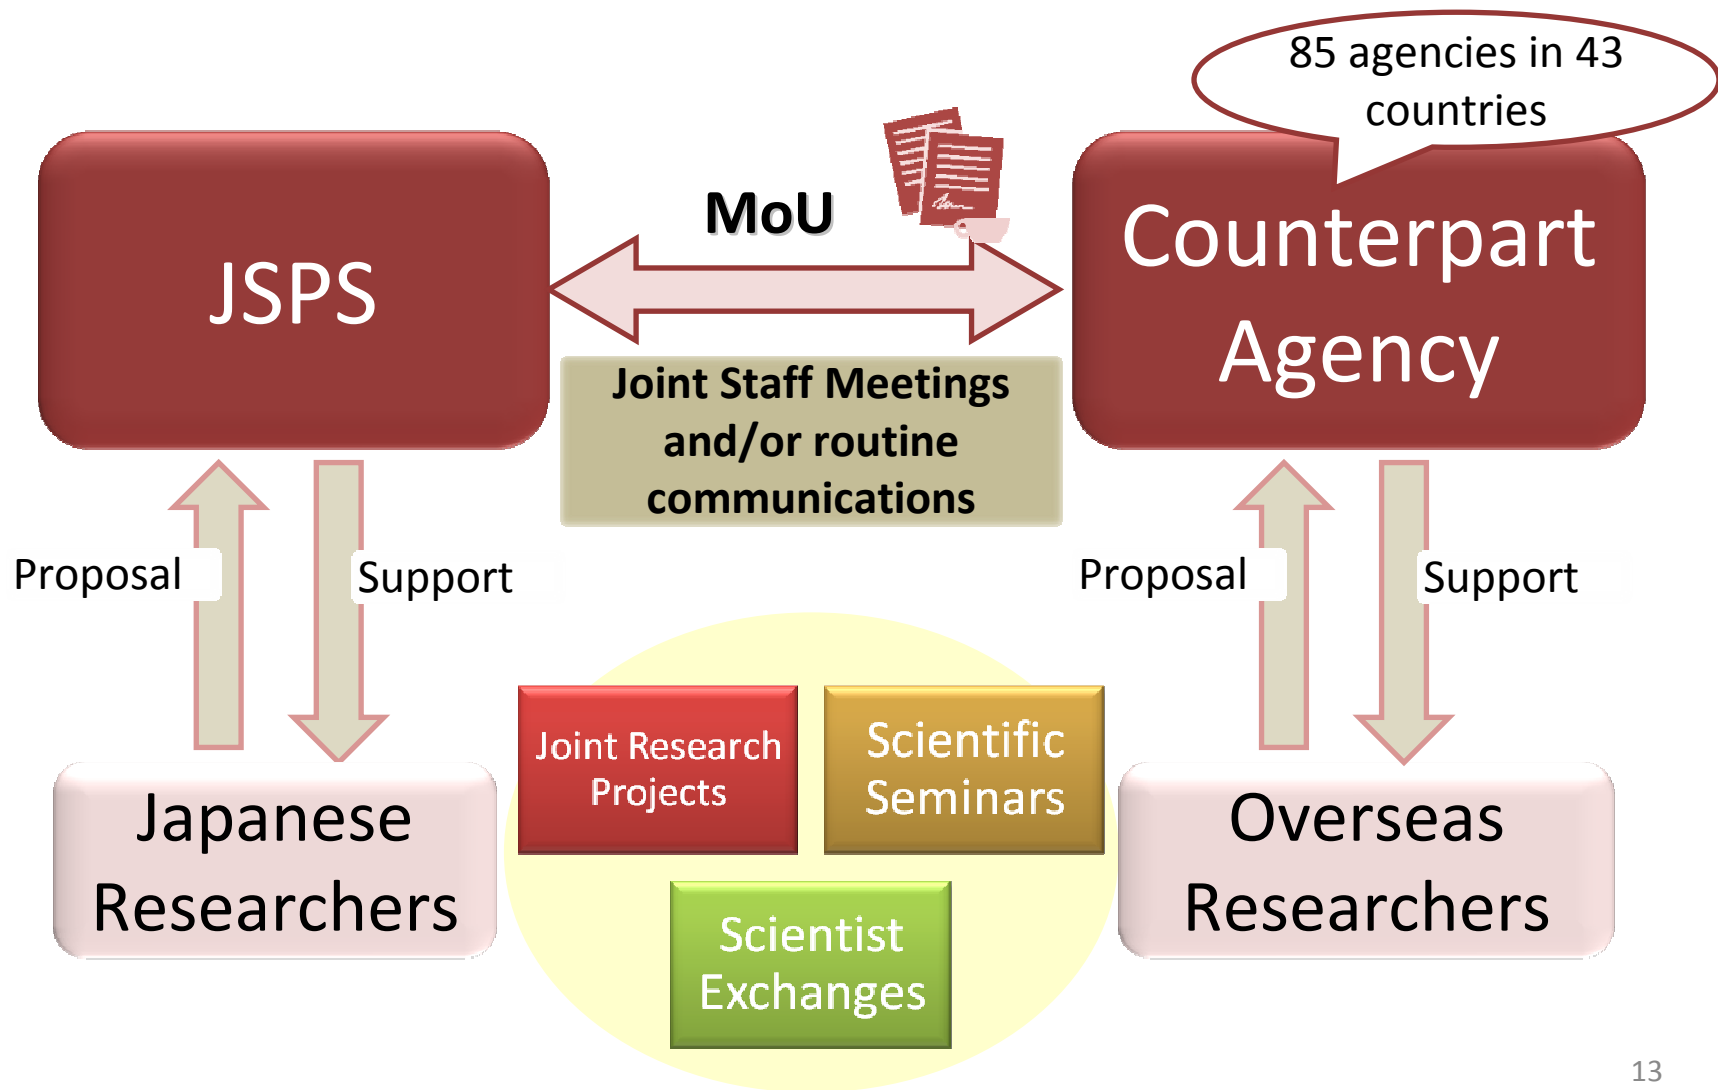 85 agencies in 43
countries
JSPS
MoU
Counterpart
Agency
Joint Staff Meetings
and/or routine
communications
Proposal
Support
Proposal
Support
Joint Research
Projects
Scientific
Seminars
Scientist
Exchanges
Japanese
Researchers
Overseas
Researchers
13